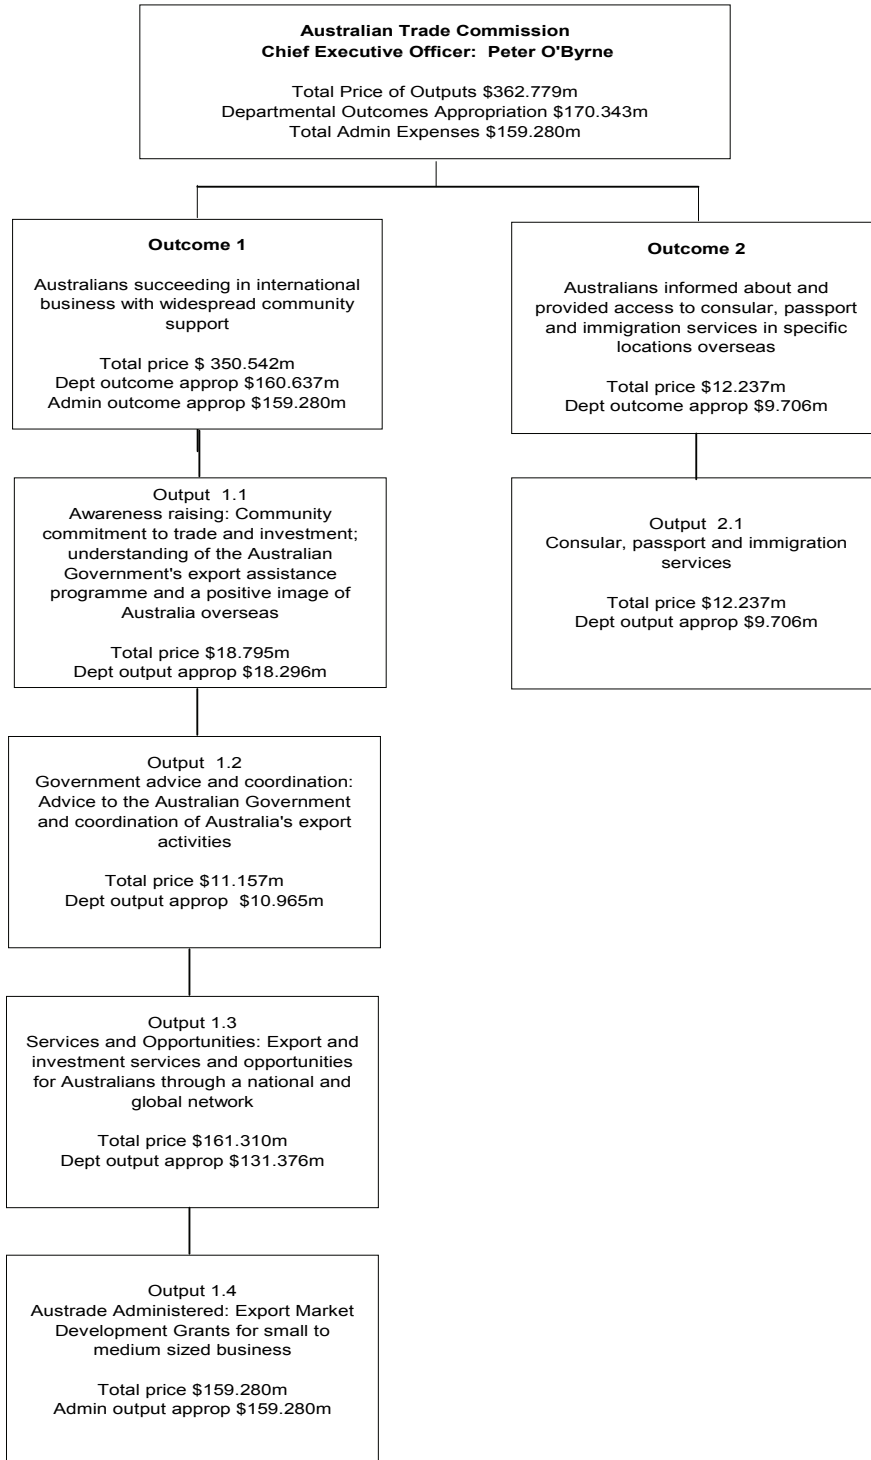 Australian Trade Commission
Chief Executive Officer:  Peter O'Byrne
Total Price of Outputs $362.779m
Departmental Outcomes Appropriation $170.343m
Total Admin Expenses $159.280m
Outcome 1
Australians succeeding in international
business with widespread community
support
Total price $ 350.542m
Dept outcome approp $160.637m
Admin outcome approp $159.280m
Outcome 2
Australians informed about and
provided access to consular, passport
and immigration services in specific
locations overseas
Total price $12.237m
Dept outcome approp $9.706m
Output  1.1
Awareness raising: Community
commitment to trade and investment;
understanding of the Australian
Government's export assistance
programme and a positive image of
Australia overseas
Total price $18.795m
Dept output approp $18.296m
Output  2.1
Consular, passport and immigration
services
Total price $12.237m
Dept output approp $9.706m
Output  1.2
Government advice and coordination:
Advice to the Australian Government
and coordination of Australia's export
activities
Total price $11.157m
Dept output approp  $10.965m
Output 1.3
Services and Opportunities: Export and
investment services and opportunities
for Australians through a national and
global network
Total price $161.310m
Dept output approp $131.376m
Output 1.4
Austrade Administered: Export Market
Development Grants for small to
medium sized business
Total price $159.280m
Admin output approp $159.280m